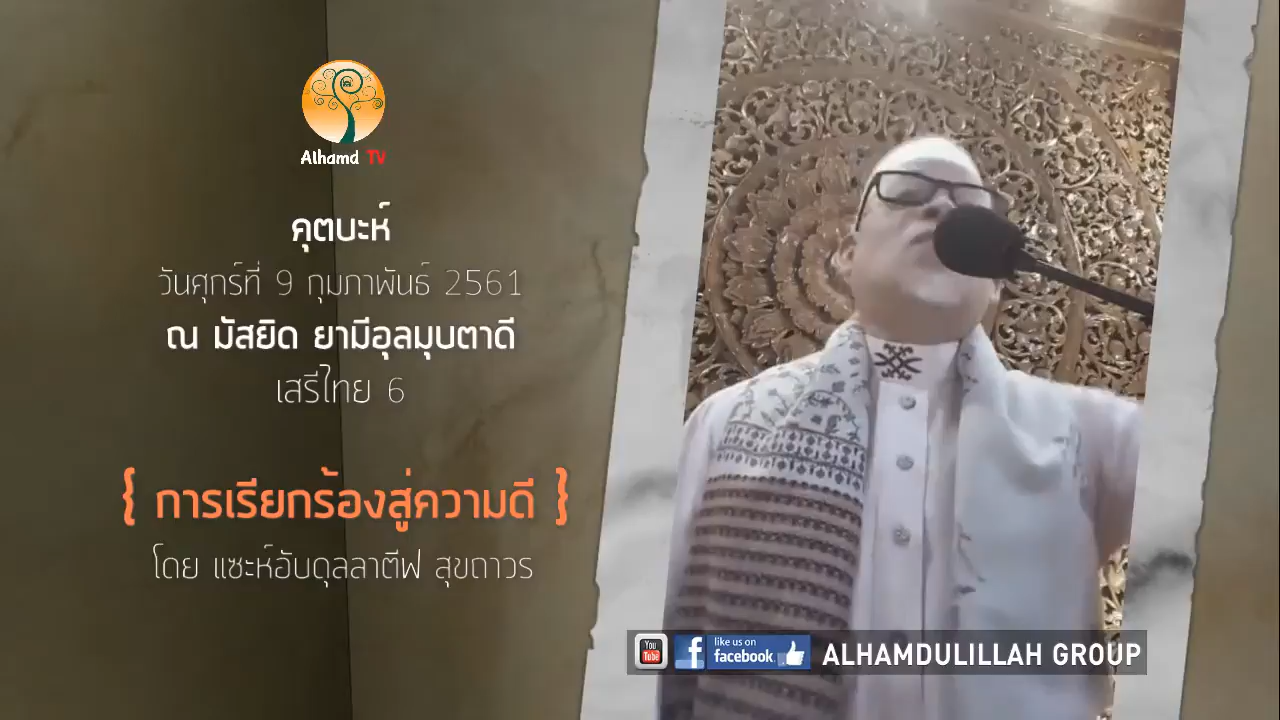 Alhamd TV
คุตบะห์
วันศุกร์ที่ 9 กุมภาพันธ์ 2561
ณ มัสยิด ยามีอุลมุบตาดี
เสรีไทย 6
{ การเรียกร้องสู่ความดี }
โดย แซะห์อับดุลลาตีฟ สุขถาวร
You Tube
like us on
facebook
ALHAMDULILLAH GROUP